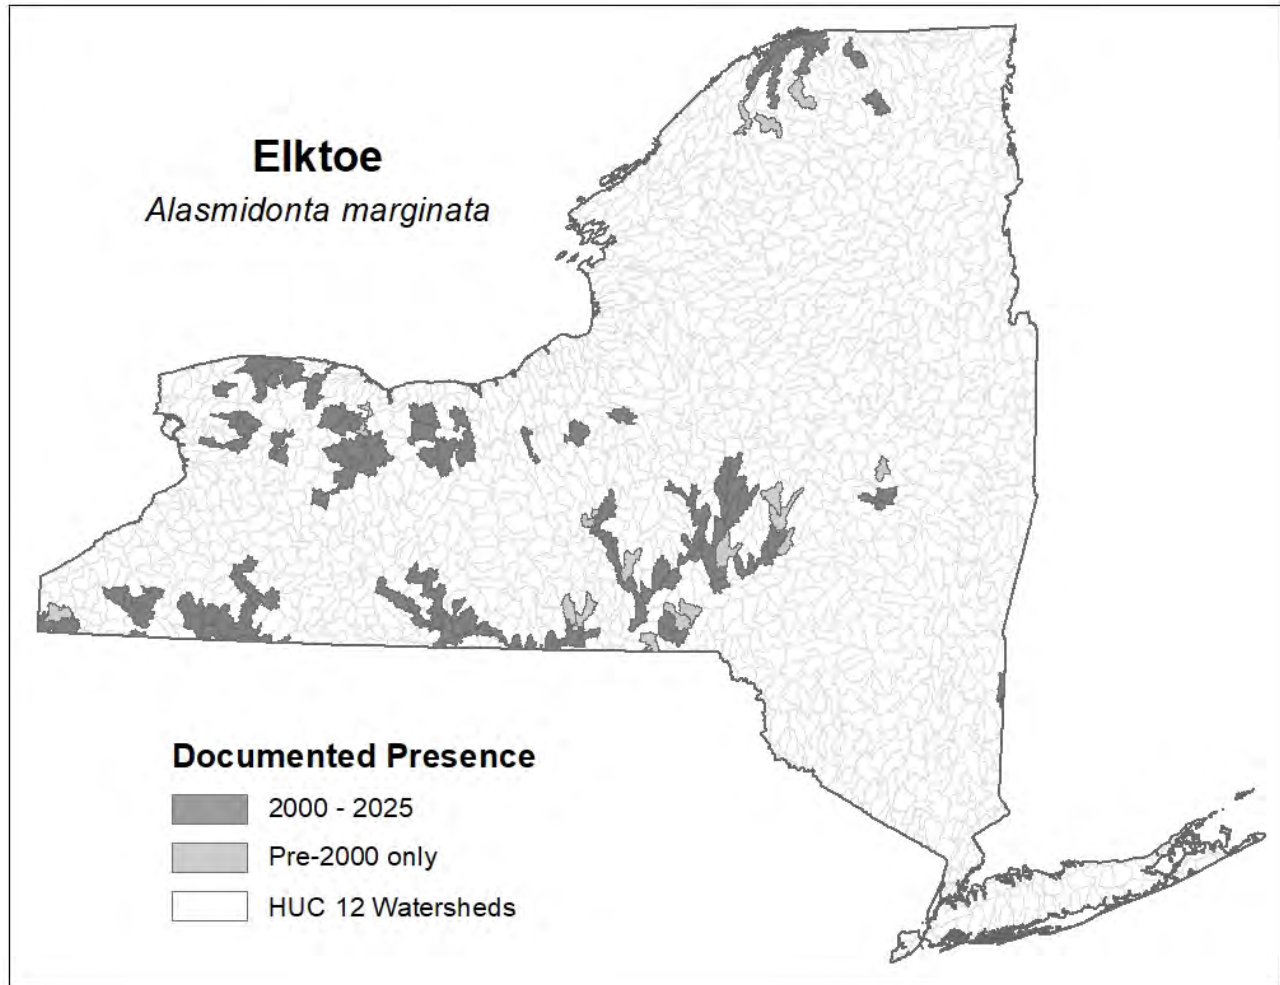 Elktoe
Alasmidonta marginata
Documented Presence
2000 - 2025
Pre-2000 only
HUC 12 Watersheds